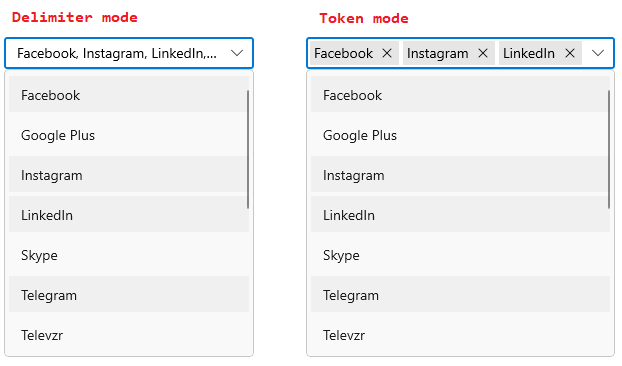 Delimiter mode
Facebook, Instagram, LinkedIn,...
Facebook
Google Plus
Instagram
LinkedIn
Skype
Telegram
Televzr
Token mode
Facebook Instagram LinkedIn
Facebook
Google Plus
Instagram
LinkedIn
Skype
Telegram
Televzr